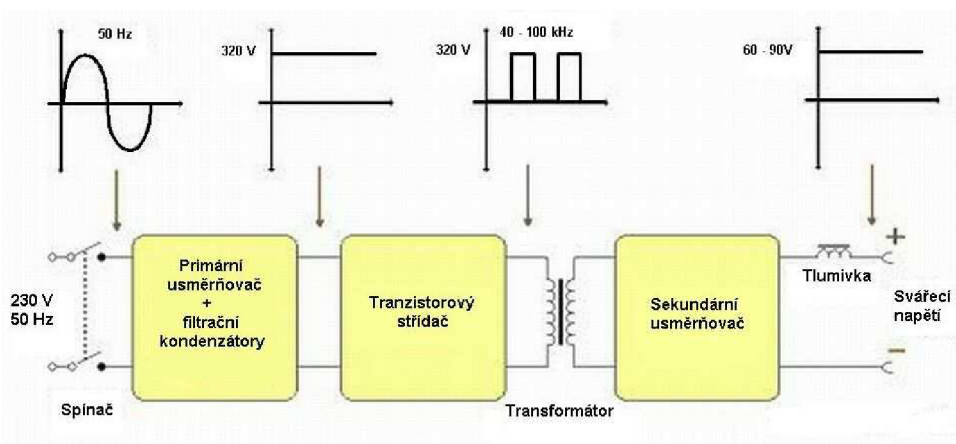 50 Hz
320 V
320 V
40 - 100 kHz
60 - 90V
230 V
50 Hz
Spínač
Primární
usměrňovač
+
filtrační
kondenzátory
Tranzistorový
střídač
Transformátor
Sekundární
usměrňovač
Tlumivka
+
Svářecí
napětí
−